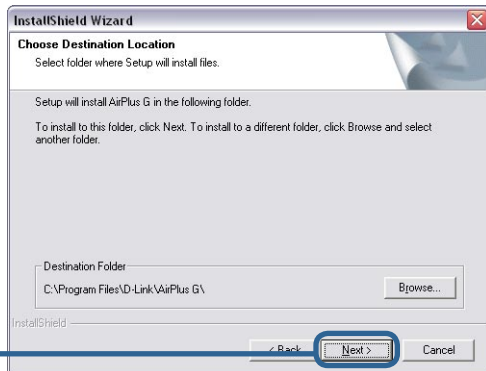 InstallShield Wizard
Choose Destination Location
Select folder where Setup will install files.
Setup will install AirPlus G in the following folder.
To install to this folder, click Next. To install to a different folder, click Browse and select
another folder.
Destination Folder
C:\Program Files\D-Link\AirPlus G\
Browse...
InstallShield
< Back
Next >
Cancel